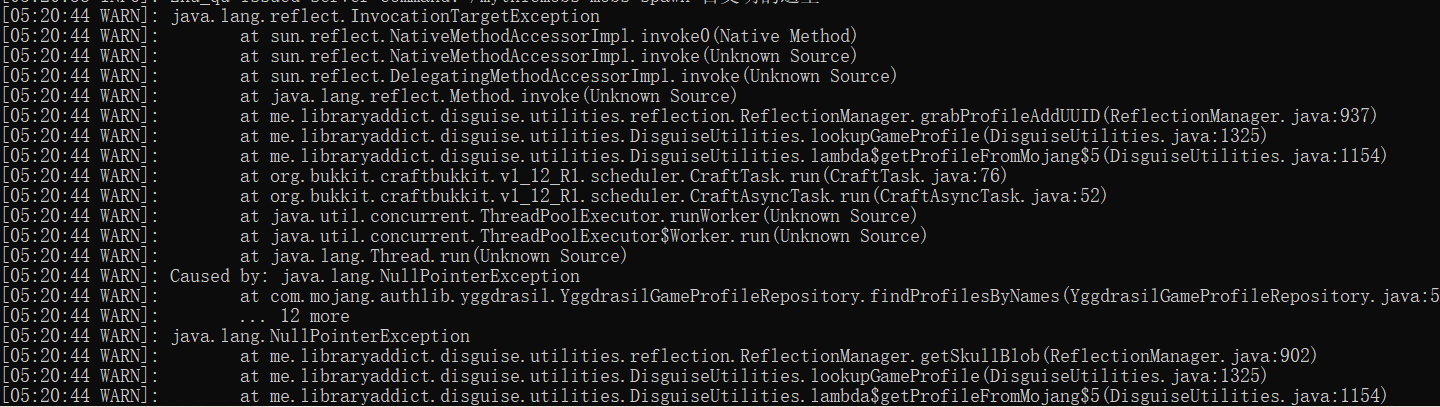 [05:20:44 WARN]: java.lang.reflect.InvocationTargetException
[05:20:44 WARN]: at sun.reflect.NativeMethodAccessorImpl.invoke0(Native Method)
[05:20:44 WARN]: at sun.reflect.NativeMethodAccessorImpl.invoke(Unknown Source)
[05:20:44 WARN]: at sun.reflect.DelegatingMethodAccessorImpl.invoke(Unknown Source)
[05:20:44 WARN]: at java.lang.reflect.Method.invoke(Unknown Source)
[05:20:44 WARN]: at me.libraryaddict.disguise.utilities.reflection.ReflectionManager.grabProfileAddUUID(ReflectionManager.java:937)
[05:20:44 WARN]: at me.libraryaddict.disguise.utilities.DisguiseUtilities.lookupGameProfile(DisguiseUtilities.java:1325)
[05:20:44 WARN]: at me.libraryaddict.disguise.utilities.DisguiseUtilities.lambda$getProfileFromMojang$5(DisguiseUtilities.java:1154)
[05:20:44 WARN]: at org.bukkit.craftbukkit.v1_12_R1.scheduler.CraftTask.run(CraftTask.java:76)
[05:20:44 WARN]: at org.bukkit.craftbukkit.v1_12_R1.scheduler.CraftAsyncTask.run(CraftAsyncTask.java:52)
[05:20:44 WARN]: at java.util.concurrent.ThreadPoolExecutor.runWorker(Unknown Source)
[05:20:44 WARN]: at java.util.concurrent.ThreadPoolExecutor$Worker.run(Unknown Source)
[05:20:44 WARN]: at java.lang.Thread.run(Unknown Source)
[05:20:44 WARN]: Caused by: java.lang.NullPointerException
[05:20:44 WARN]: at com.mojang.authlib.yggdrasil.YggdrasilGameProfileRepository.findProfilesByNames(YggdrasilGameProfileRepository.java:5
[05:20:44 WARN]: ... 12 more
[05:20:44 WARN]: java.lang.NullPointerException
[05:20:44 WARN]: at me.libraryaddict.disguise.utilities.reflection.ReflectionManager.getSkullBlob(ReflectionManager.java:902)
[05:20:44 WARN]: at me.libraryaddict.disguise.utilities.DisguiseUtilities.lookupGameProfile(DisguiseUtilities.java:1325)
[05:20:44 WARN]: at me.libraryaddict.disguise.utilities.DisguiseUtilities.lambda$getProfileFromMojang$5(DisguiseUtilities.java:1154)